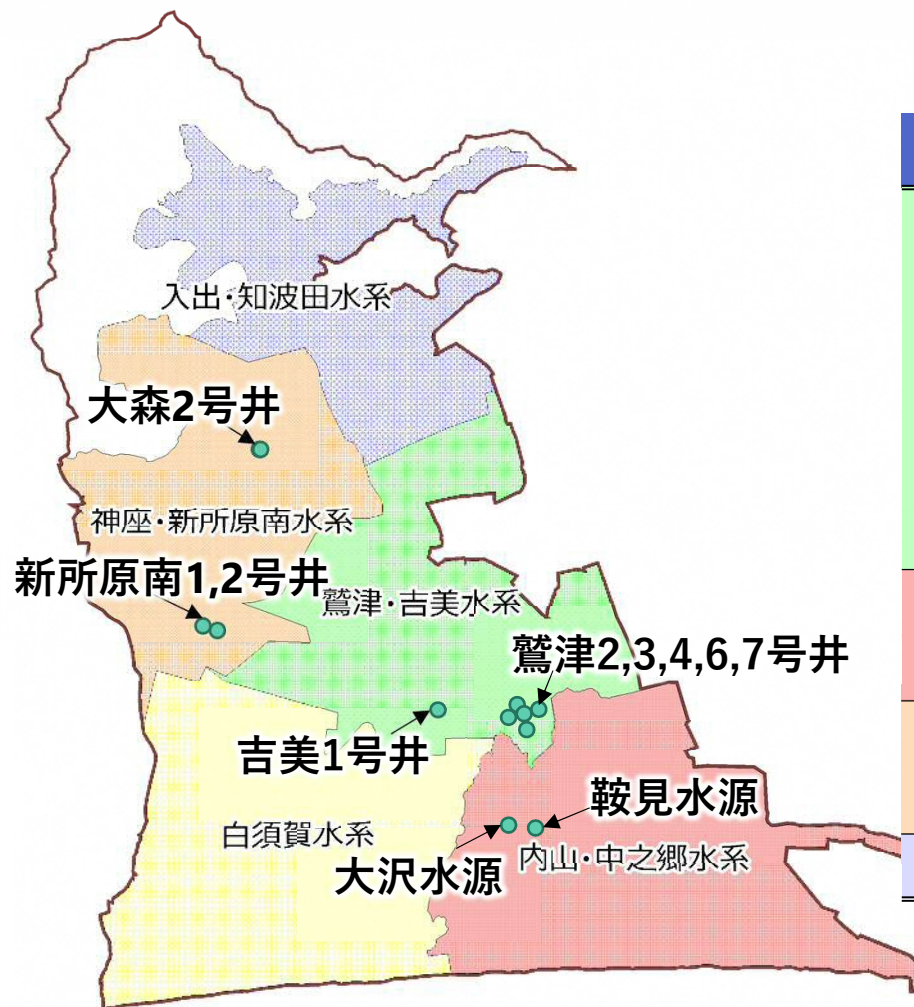 入出・知波田水系
大森2号井
神座・新所原南水系
新所原南1,2号井
鷲津・吉美水系
鷲津2,3,4,6,7号井
吉美1号井
鞍見水源
白須賀水系
大沢水源
内山・中之郷水系